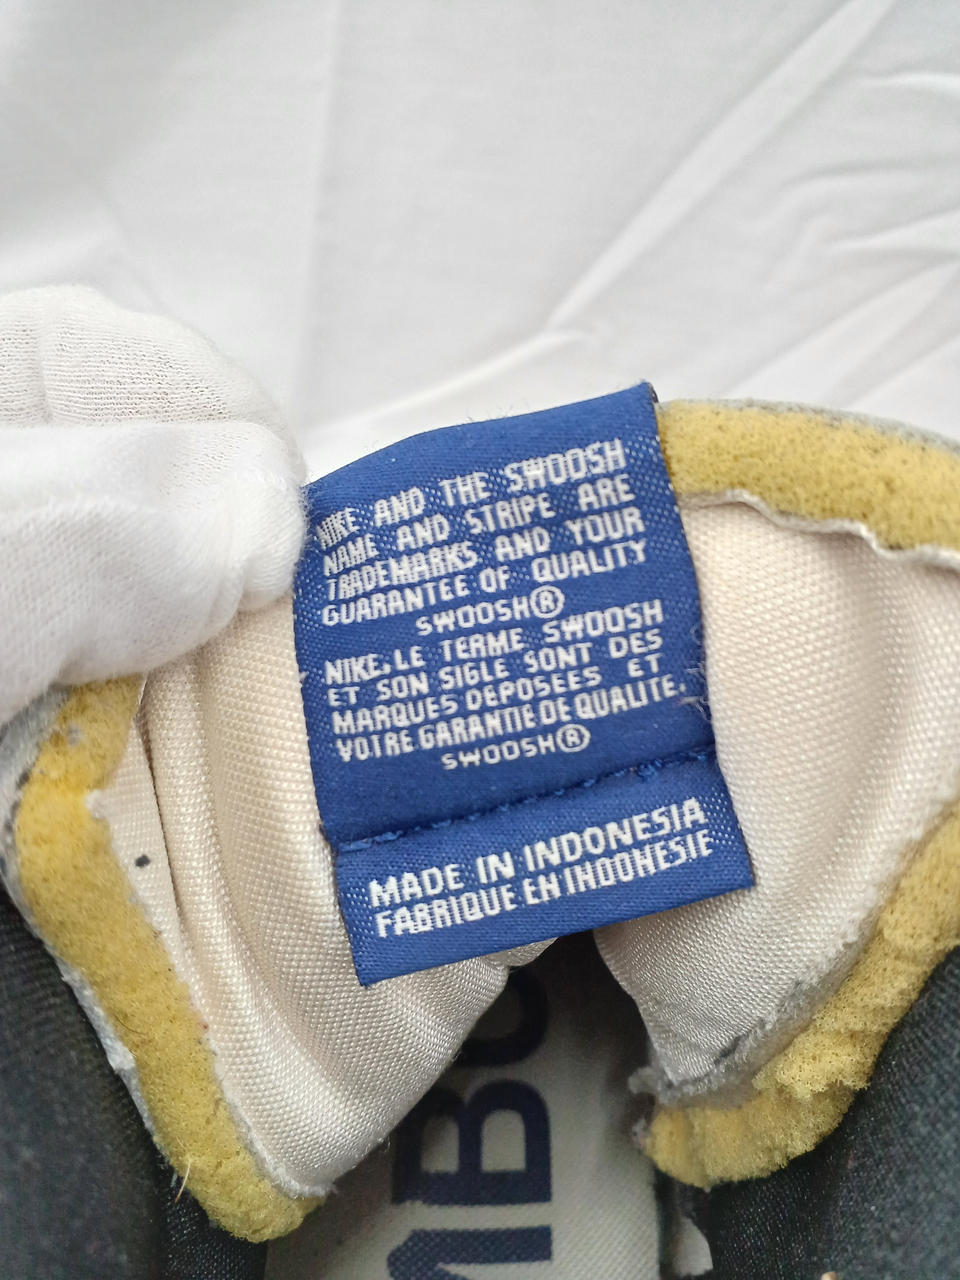 NIKE AND THE SWOOSH
NAME AND STRIPE ARE
TRADEMARKS AND YOUR
GUARANTEE OF QUALITY
SWOOSH®
NIKE, LE TERME SWOOSH
ET SON SIGLE SONT DES
MARQUES DEPOSEES ET
VOTRE GARANTIE DE QUALITE.
SWOOSH®
MADE IN INDONESIA
FABRIQUE EN INDONESIE